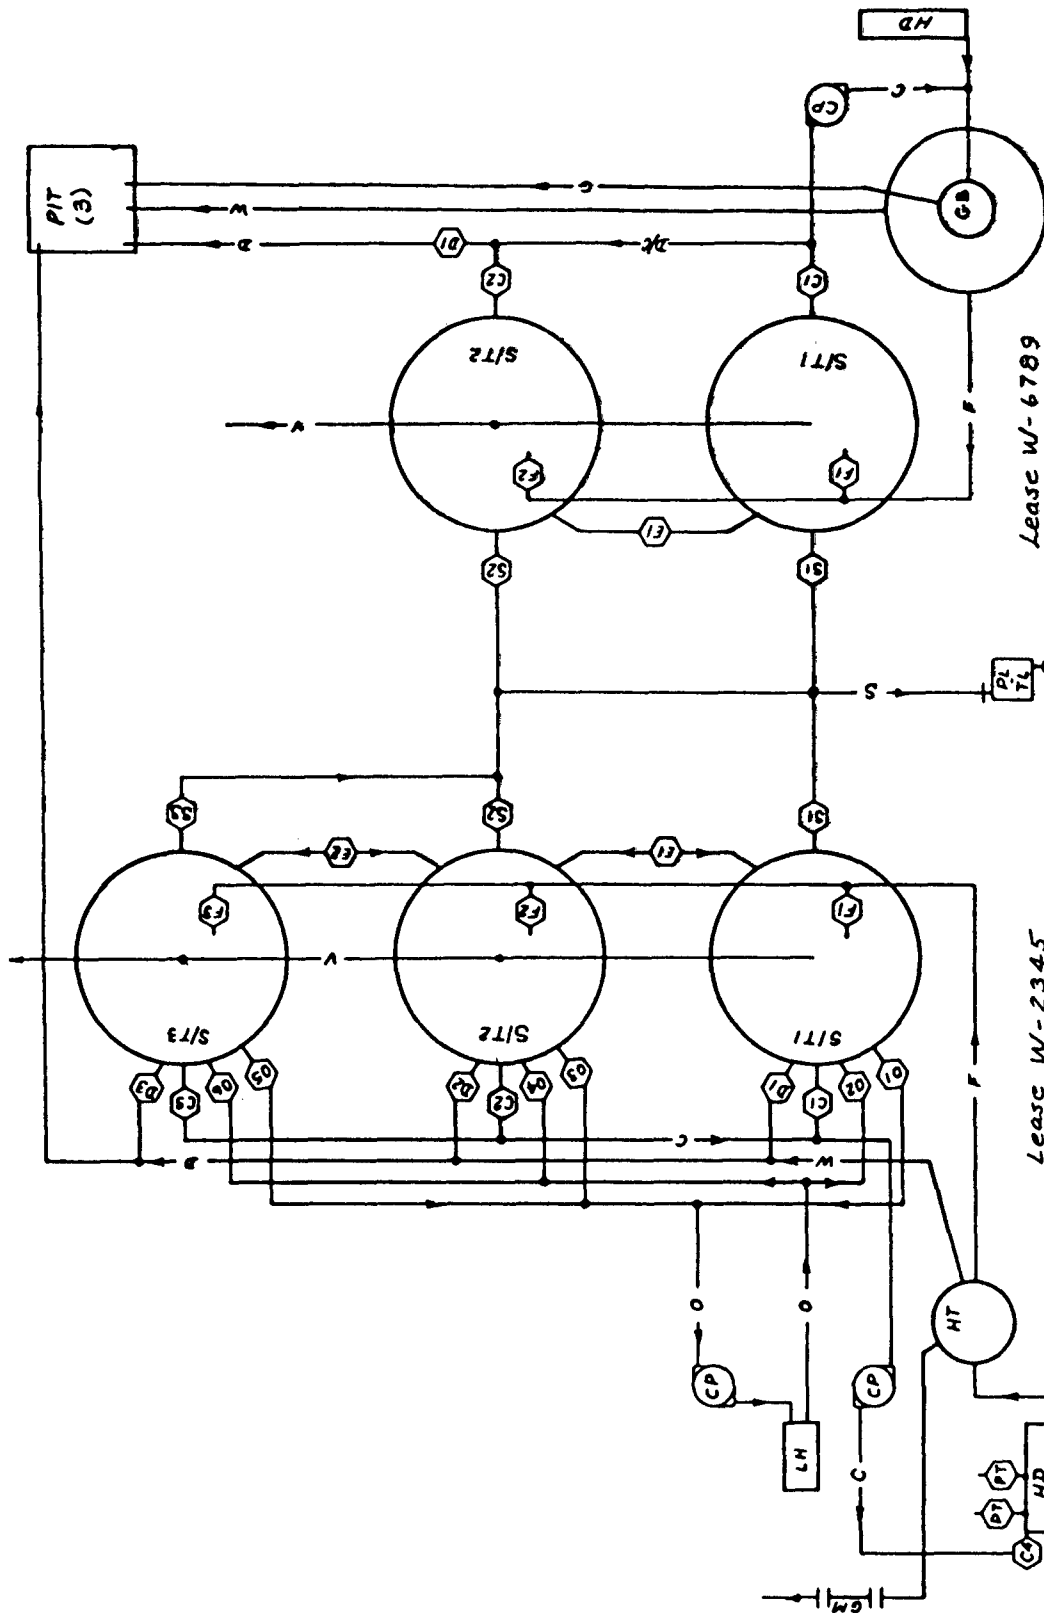 HD
CP
C
PIT
(3)
G
W
D
D1
D/C
C2
C1
GB
S/T2
S/T1
V
F2
F1
F
E1
S2
S1
Lease W-6789
S
PL
TL
S3
S2
S1
E2
E1
F3
F2
F1
V
S/T3
S/T2
S/T1
D3
C3
O6
O5
D2
C2
O4
O3
D1
C1
O2
O1
C
D
W
F
Lease W-2345
O
O
HT
CP
CP
LH
C
PT
PT
HD
C4
GM